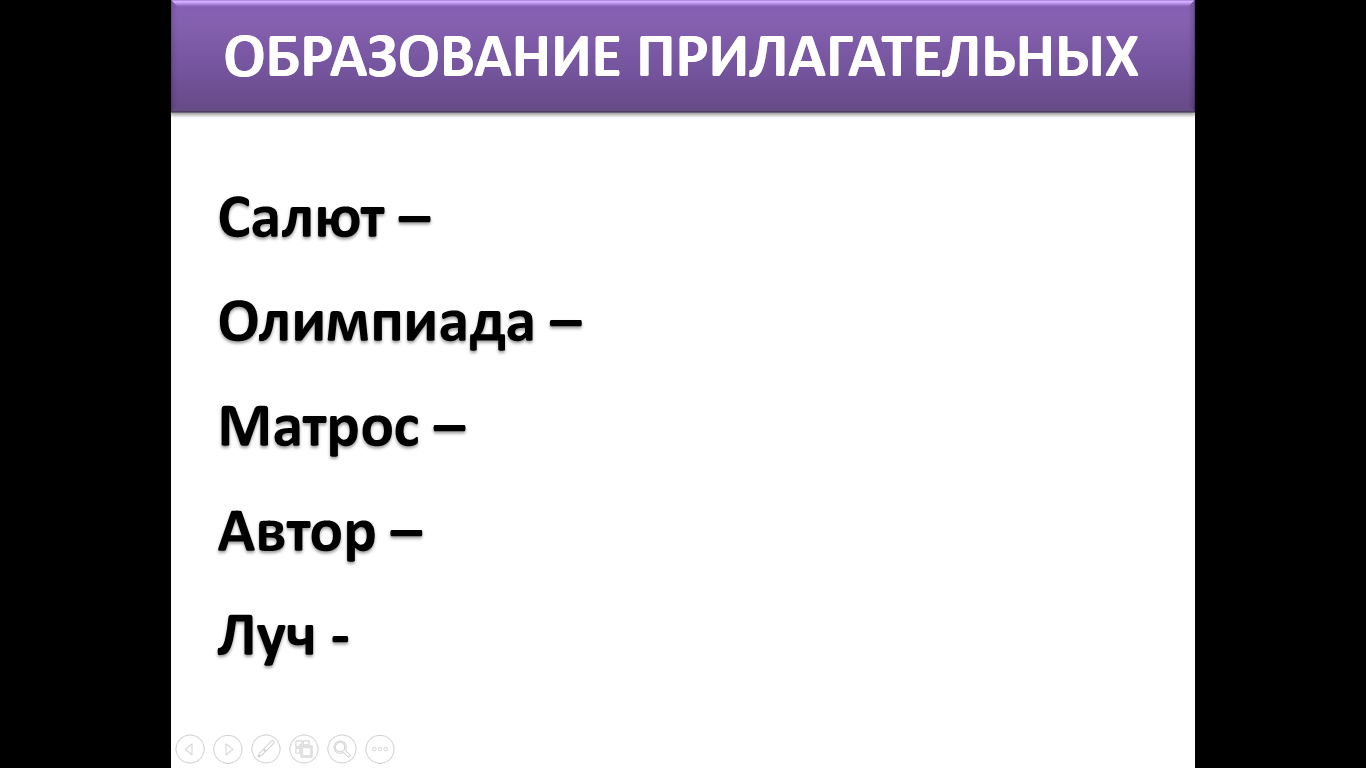 ОБРАЗОВАНИЕ ПРИЛАГАТЕЛЬНЫХ
Салют –
Олимпиада –
Матрос –
Автор –
Луч -